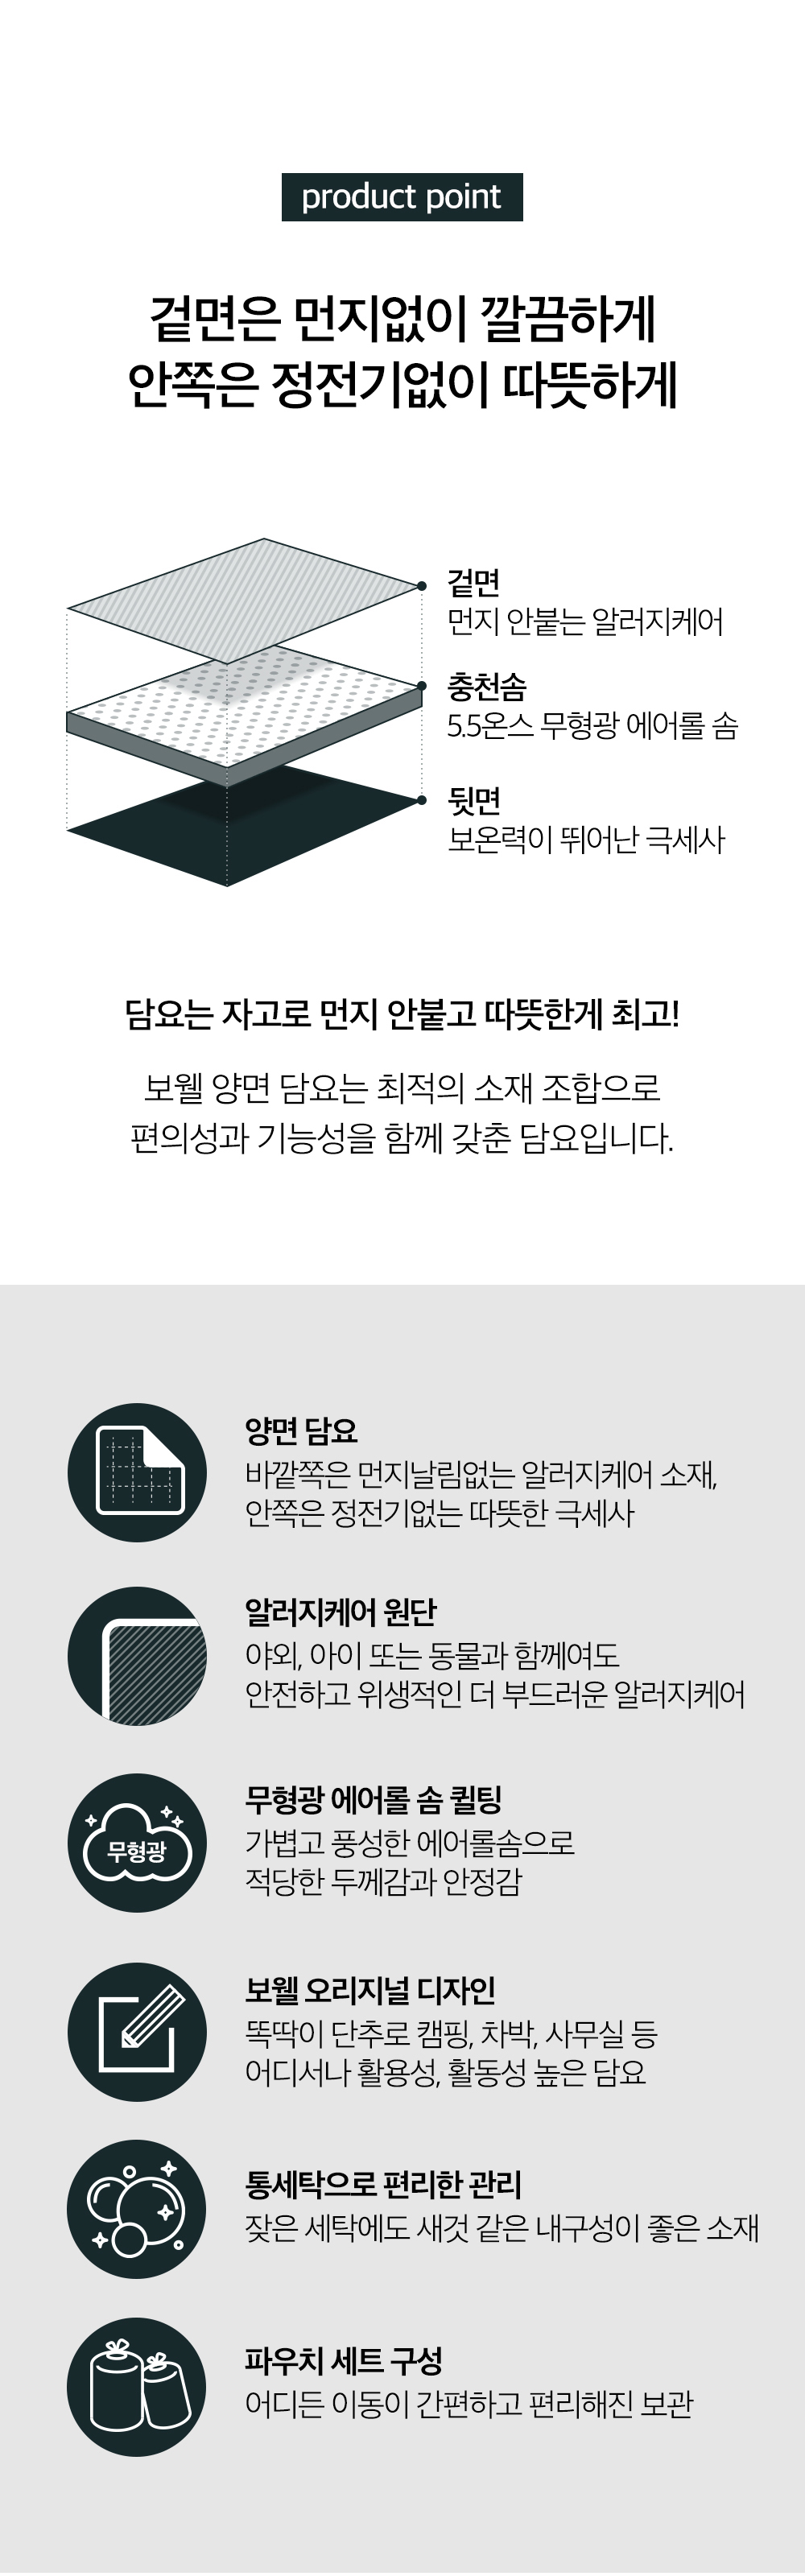 product point
겉면은 먼지없이 깔끔하게
안쪽은 정전기없이 따뜻하게
겉면
먼지 안붙는 알러지케어
충천솜
5.5온스 무형광 에어롤 솜
뒷면
보온력이 뛰어난 극세사
담요는 자고로 먼지 안붙고 따뜻한게 최고!
보웰 양면 담요는 최적의 소재 조합으로
편의성과 기능성을 함께 갖춘 담요입니다.
양면 담요
바깥쪽은 먼지날림없는 알러지케어 소재,
안쪽은 정전기없는 따뜻한 극세사
알러지케어 원단
야외, 아이 또는 동물과 함께여도
안전하고 위생적인 더 부드러운 알러지케어
무형광 에어롤 솜 퀼팅
가볍고 풍성한 에어롤솜으로
적당한 두께감과 안정감
무형광
보웰 오리지널 디자인
똑딱이 단추로 캠핑, 차박, 사무실 등
어디서나 활용성, 활동성 높은 담요
통세탁으로 편리한 관리
잦은 세탁에도 새것 같은 내구성이 좋은 소재
파우치 세트 구성
어디든 이동이 간편하고 편리해진 보관